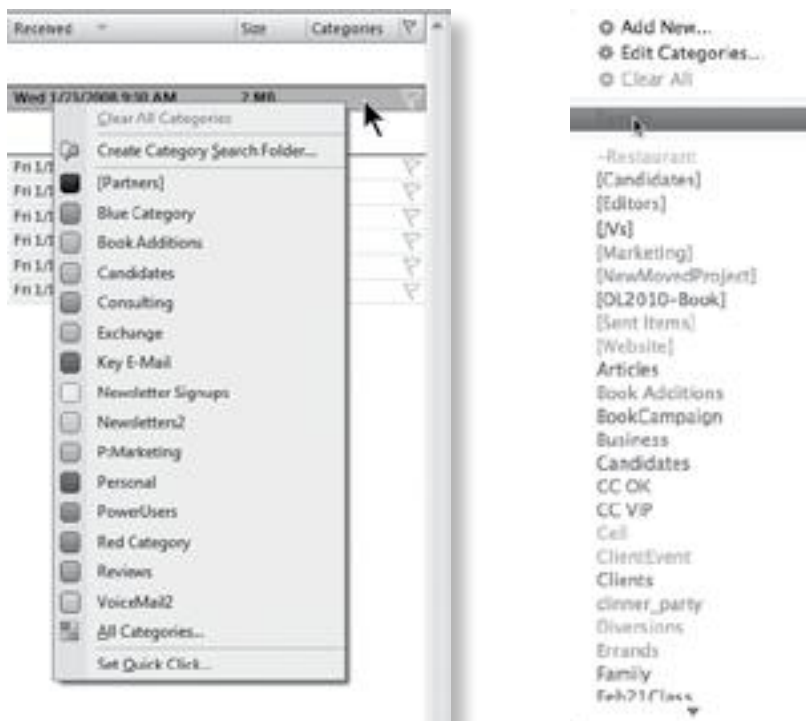 Received
Size
Categories
Wed 1/23/2008 9:50 AM
2 MB
Clear All Categories
Create Category Search Folder...
[Partners]
Blue Category
Book Additions
Candidates
Consulting
Exchange
Key E-Mail
Newsletter Signups
Newsletters2
P:Marketing
Personal
PowerUsers
Red Category
Reviews
VoiceMail2
All Categories...
Set Quick Click...
Fri 1/1
Fri 1/1
Fri 1/1
Fri 1/1
Fri 1/1
Fri 1/1
Add New...
Edit Categories...
Clear All
~Restaurant
[Candidates]
[Editors]
[JVs]
[Marketing]
[NewMovedProject]
[OL2010-Book]
[Sent Items]
[Website]
Articles
Book Additions
BookCampaign
Business
Candidates
CC OK
CC VIP
Cell
ClientEvent
Clients
dinner_party
Diversions
Errands
Family
Feb21Class